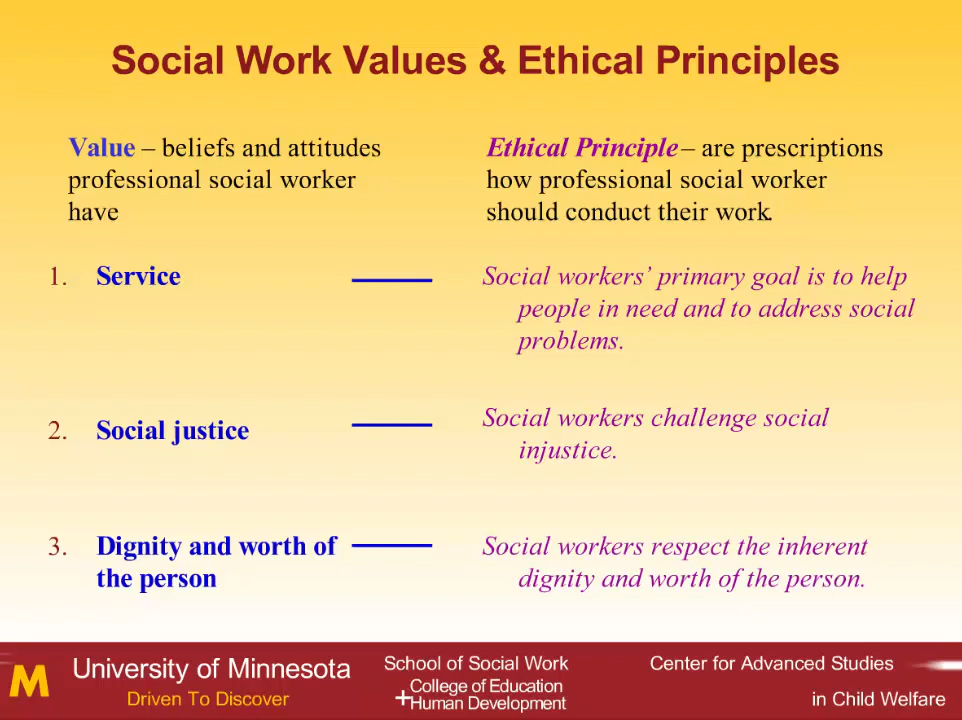 Social Work Values & Ethical Principles
Value – beliefs and attitudes
professional social worker
have
Ethical Principle – are prescriptions
how professional social worker
should conduct their work.
1. Service
Social workers’ primary goal is to help
people in need and to address social
problems.
2. Social justice
Social workers challenge social
injustice.
3. Dignity and worth of
the person
Social workers respect the inherent
dignity and worth of the person.
M
University of Minnesota
Driven To Discover
School of Social Work
College of Education
+Human Development
Center for Advanced Studies
in Child Welfare